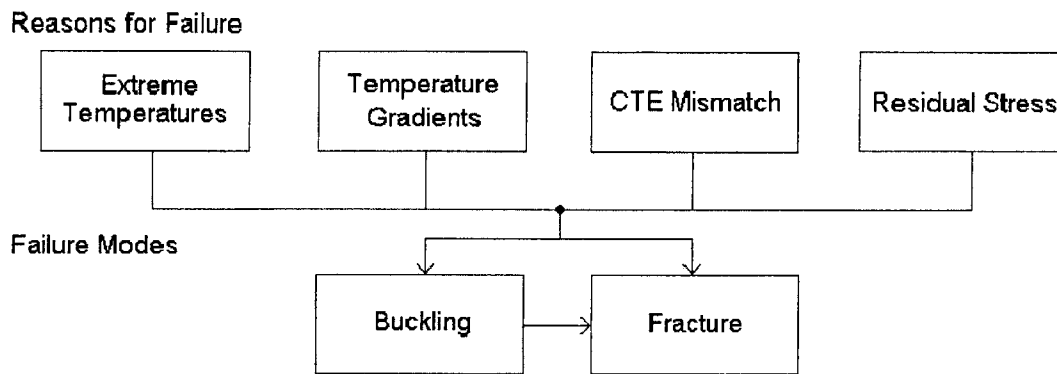 Reasons for Failure
Extreme
Temperatures
Temperature
Gradients
CTE Mismatch
Residual Stress
Failure Modes
Buckling
Fracture